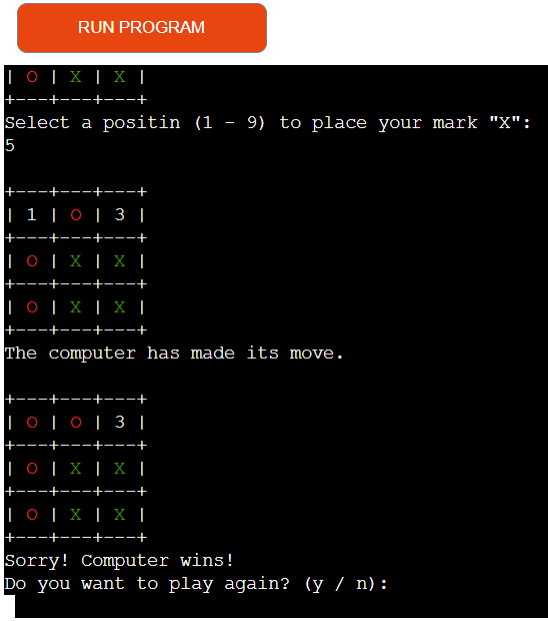 RUN PROGRAM
| O | X | X |
+---+---+---+
Select a positin (1 - 9) to place your mark "X":
5
+---+---+---+
| 1 | O | 3 |
+---+---+---+
| O | X | X |
+---+---+---+
| O | X | X |
+---+---+---+
The computer has made its move.
+---+---+---+
| O | O | 3 |
+---+---+---+
| O | X | X |
+---+---+---+
| O | X | X |
+---+---+---+
Sorry! Computer wins!
Do you want to play again? (y / n):